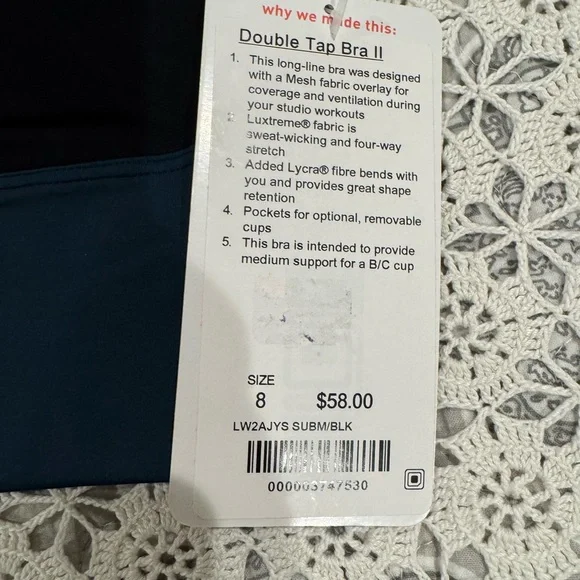 why we made this:
Double Tap Bra II
1. This long-line bra was designed
with a Mesh fabric overlay for
coverage and ventilation during
your studio workouts
2. Luxtreme® fabric is
sweat-wicking and four-way
stretch
3. Added Lycra® fibre bends with
you and provides great shape
retention
4. Pockets for optional, removable
cups
5. This bra is intended to provide
medium support for a B/C cup
SIZE
8 $58.00
LW2AJYS SUBM/BLK
000003747530